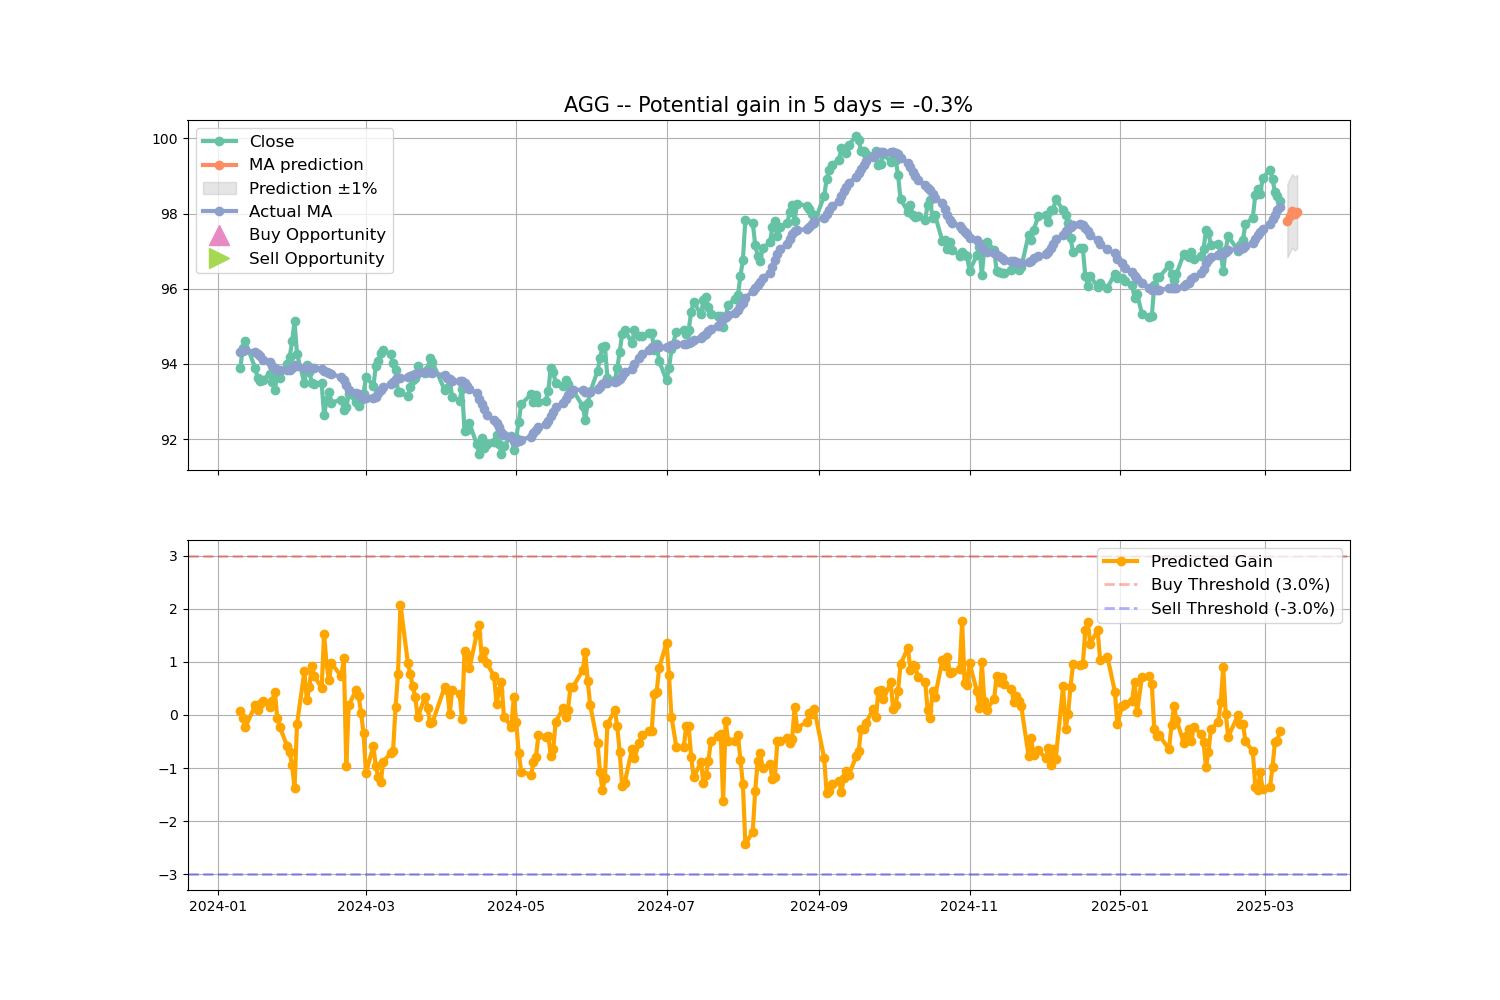 AGG -- Potential gain in 5 days = -0.3%
100
98
96
94
92
Close
MA prediction
Prediction ±1%
Actual MA
Buy Opportunity
Sell Opportunity
3
2
1
0
−1
−2
−3
Predicted Gain
Buy Threshold (3.0%)
Sell Threshold (-3.0%)
2024-01
2024-03
2024-05
2024-07
2024-09
2024-11
2025-01
2025-03